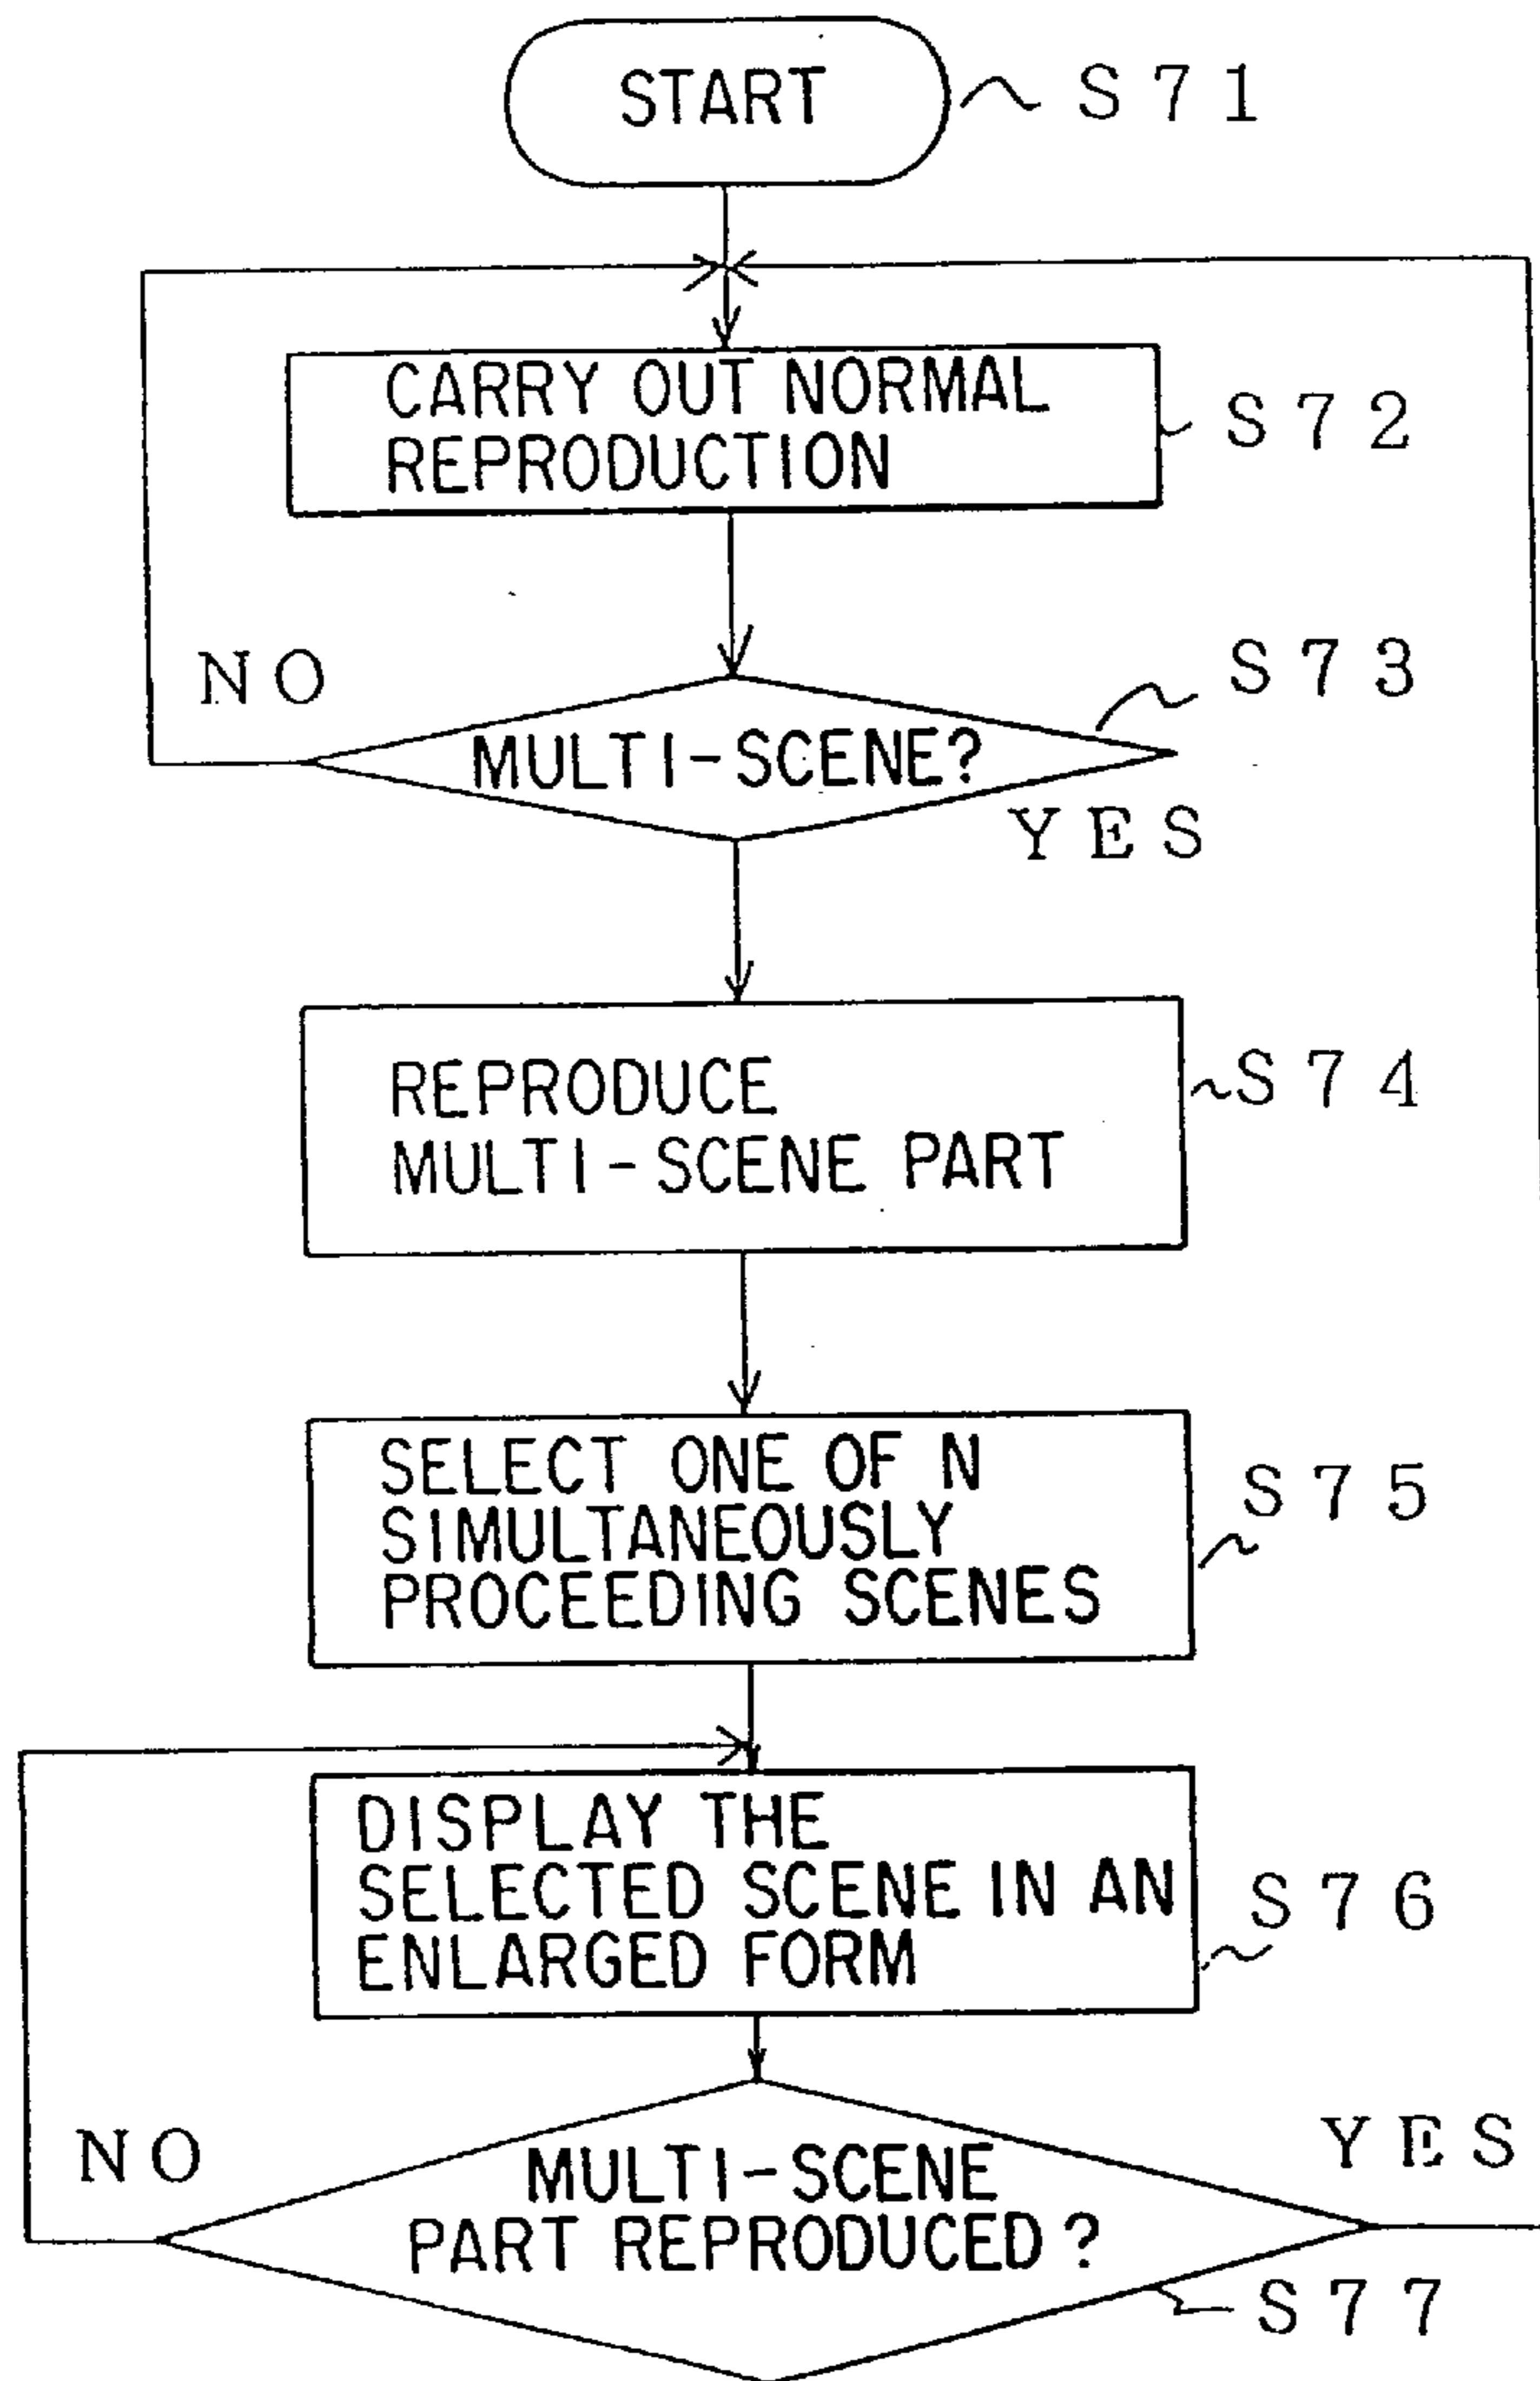 START
S71
CARRY OUT NORMAL
REPRODUCTION
S72
NO
S73
MULTI-SCENE?
YES
REPRODUCE
MULTI-SCENE PART
S74
SELECT ONE OF N
SIMULTANEOUSLY
PROCEEDING SCENES
S75
DISPLAY THE
SELECTED SCENE IN AN
ENLARGED FORM
S76
NO
YES
MULTI-SCENE
PART REPRODUCED?
S77